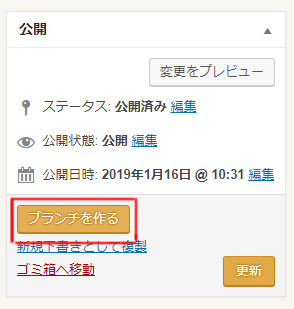 公開
変更をプレビュー
ステータス: 公開済み 編集
公開状態: 公開 編集
公開日時: 2019年1月16日 @ 10:31 編集
ブランチを作る
新規下書きとして複製
ゴミ箱へ移動
更新